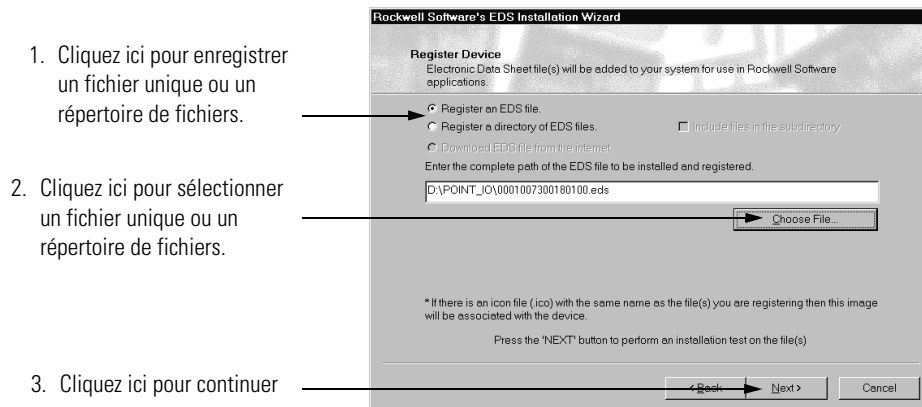 Rockwell Software's EDS Installation Wizard
1. Cliquez ici pour enregistrer
un fichier unique ou un
répertoire de fichiers.
Register Device
Electronic Data Sheet file(s) will be added to your system for use in Rockwell Software
applications.
Register an EDS file.
Register a directory of EDS files.
Include files in the subdirectory
Download EDS file from the internet.
Enter the complete path of the EDS file to be installed and registered.
2. Cliquez ici pour sélectionner
un fichier unique ou un
répertoire de fichiers.
D:\POINT_IO\0001007300180100.eds
Choose File...
* If there is an icon file (.ico) with the same name as the file(s) you are registering then this image
will be associated with the device.
Press the 'NEXT' button to perform an installation test on the file(s)
3. Cliquez ici pour continuer
< Back
Next >
Cancel